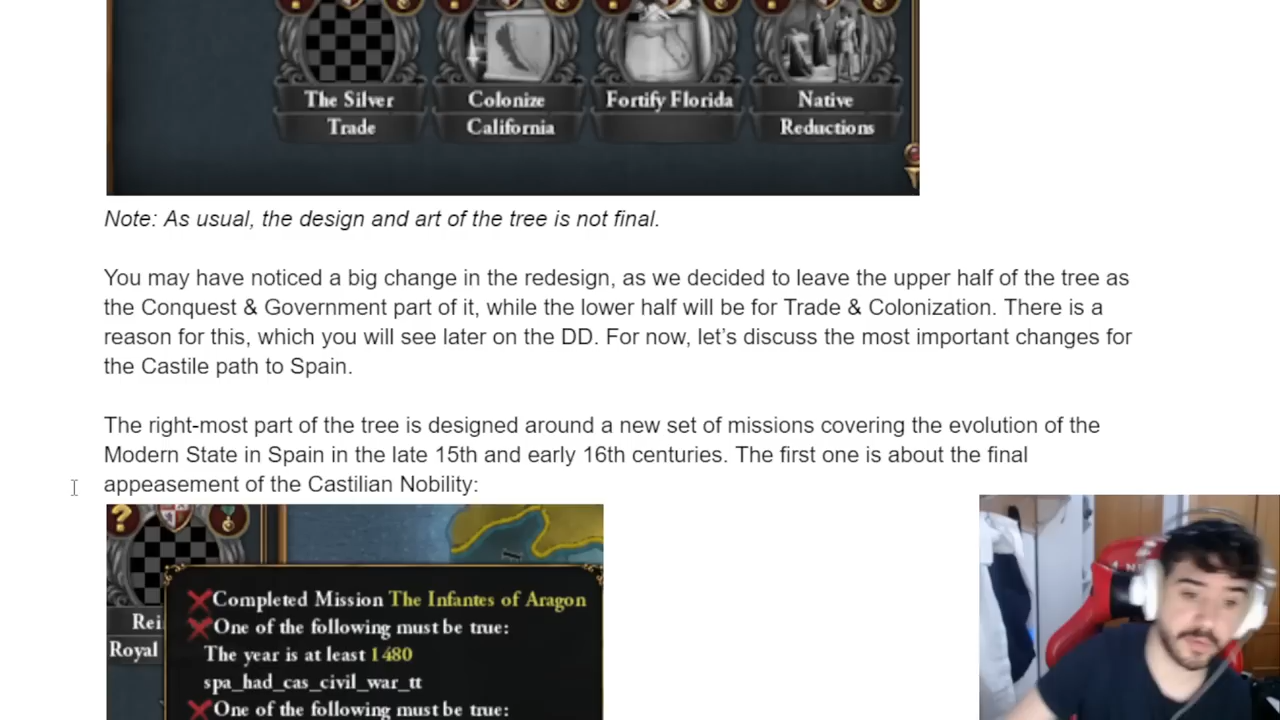 The Silver
Trade
Colonize
California
Fortify Florida
Native
Reductions
Note: As usual, the design and art of the tree is not final.
You may have noticed a big change in the redesign, as we decided to leave the upper half of the tree as
the Conquest & Government part of it, while the lower half will be for Trade & Colonization. There is a
reason for this, which you will see later on the DD. For now, let’s discuss the most important changes for
the Castile path to Spain.
The right-most part of the tree is designed around a new set of missions covering the evolution of the
Modern State in Spain in the late 15th and early 16th centuries. The first one is about the final
appeasement of the Castilian Nobility:
Completed Mission The Infantes of Aragon
One of the following must be true:
The year is at least 1480
spa_had_cas_civil_war_tt
One of the following must be true:
Royal